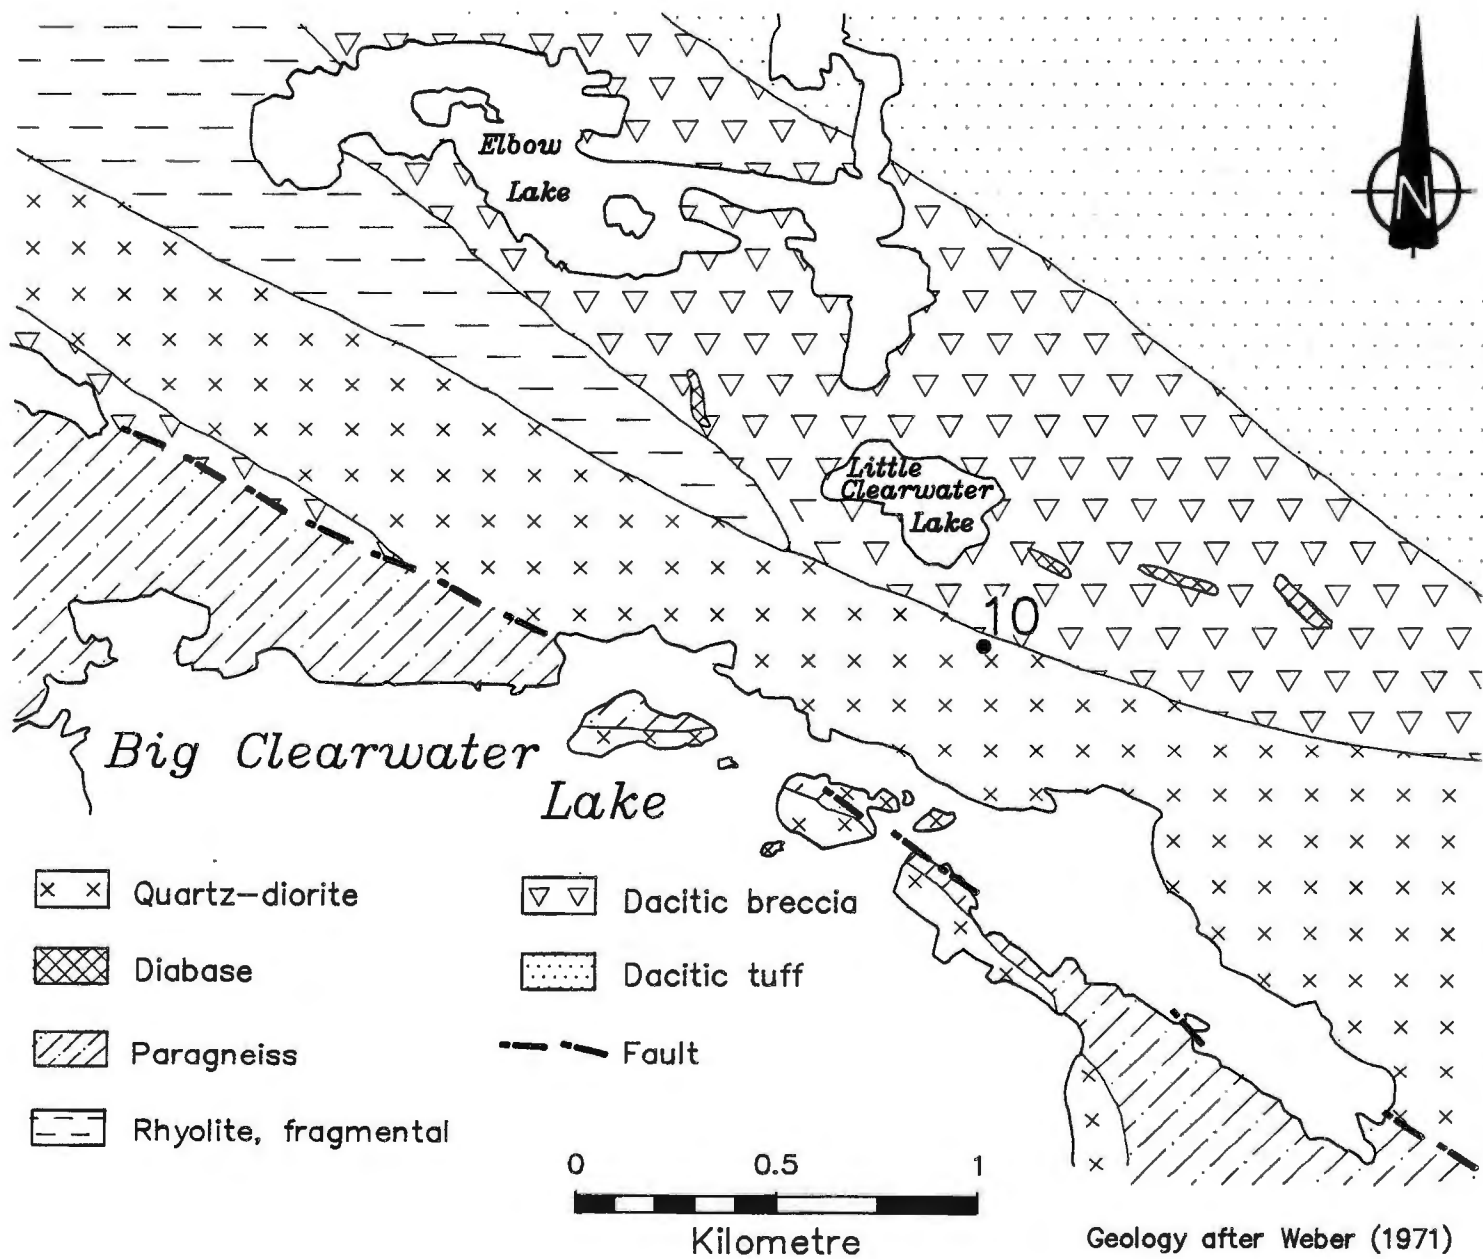 N
Elbow
Lake
Little
Clearwater
Lake
10
Big Clearwater
Lake
Quartz-diorite
Diabase
Paragneiss
Rhyolite, fragmental
Dacitic breccia
Dacitic tuff
Fault
0 0.5 1
Kilometre
Geology after Weber (1971)